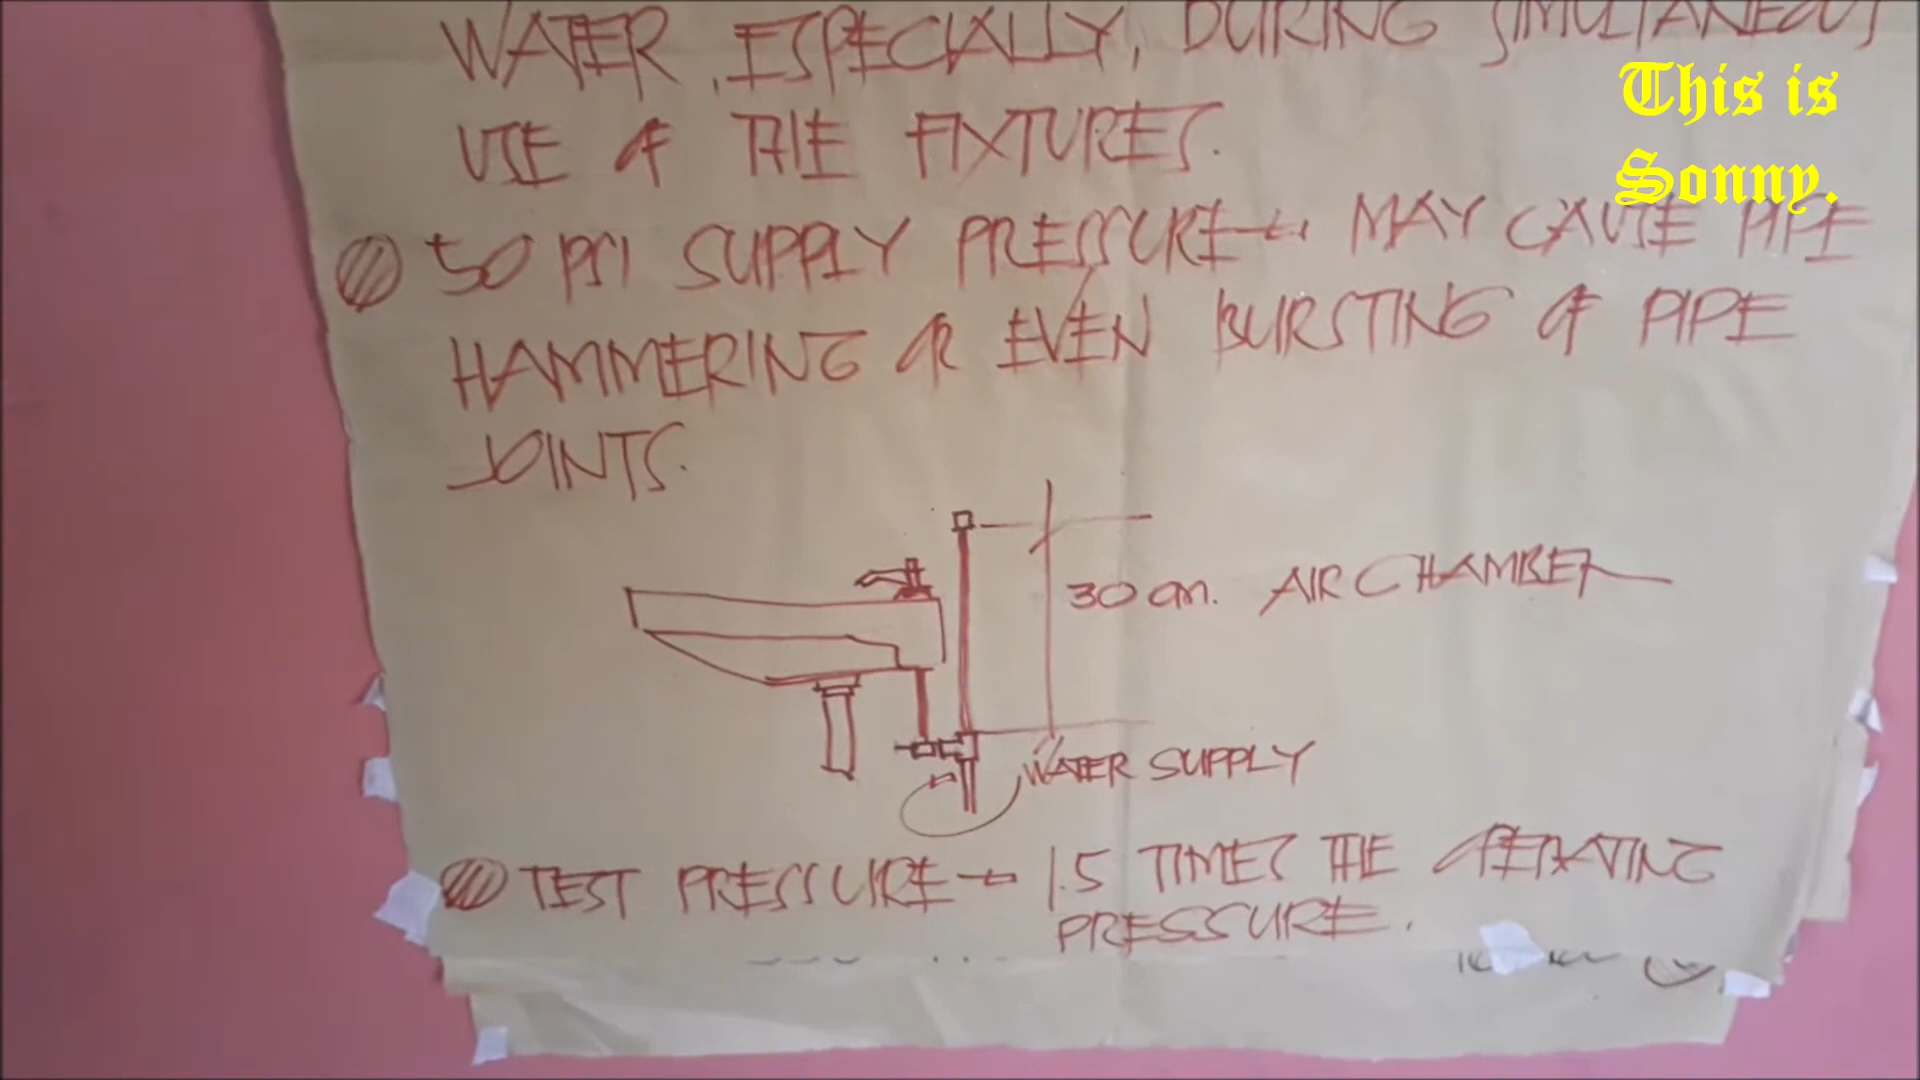 WATER, ESPECIALLY, DURING SIMULTANEOUS
USE OF THE FIXTURES.
50 PSI SUPPLY PRESSURE → MAY CAUSE PIPE
HAMMERING OR EVEN BURSTING OF PIPE
JOINTS.
30 cm. AIR CHAMBER
WATER SUPPLY
TEST PRESSURE → 1.5 TIMES THE OPERATING
PRESSURE.
This is
Sonny.